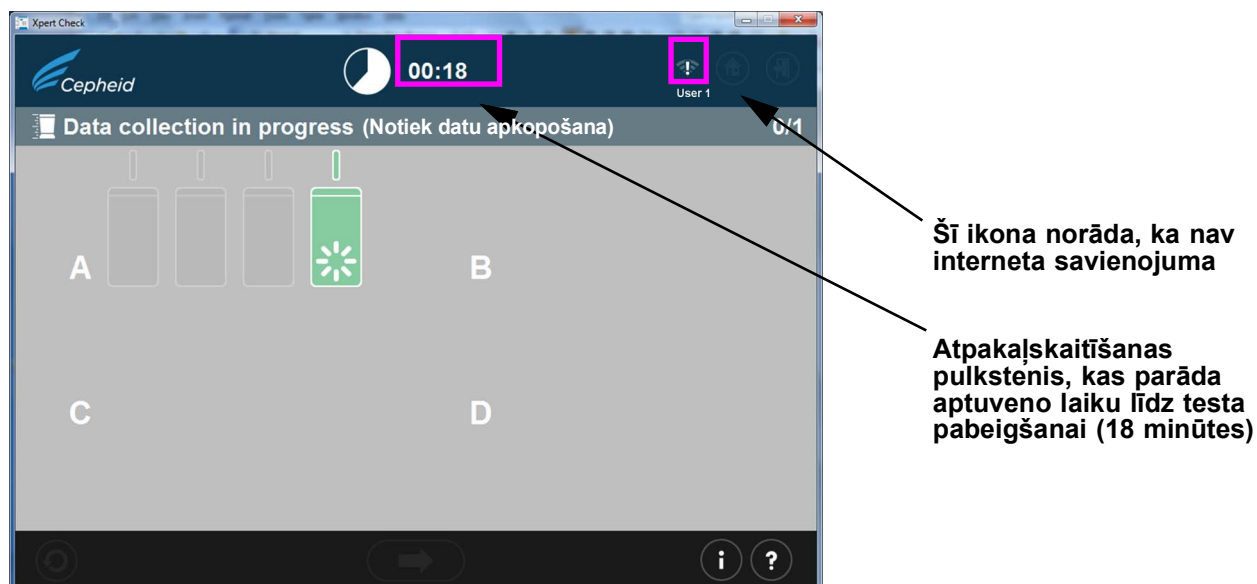 Xpert Check
Cepheid
00:18
User 1
Data collection in progress (Notiek datu apkopošana)
0/1
A
B
C
D
i
?
Šī ikona norāda, ka nav
interneta savienojuma
Atpakaļskaitīšanas
pulkstenis, kas parāda
aptuveno laiku līdz testa
pabeigšanai (18 minūtes)